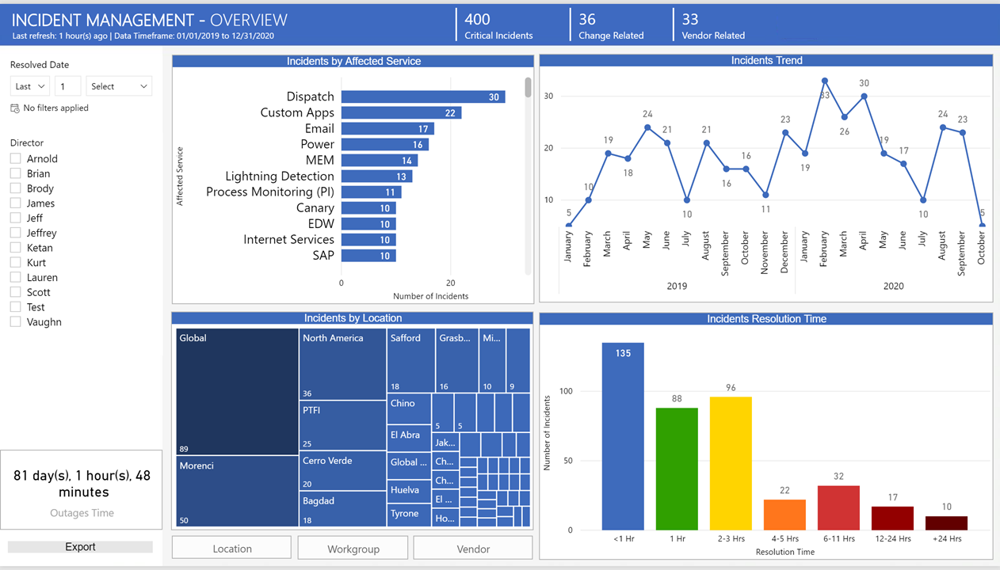 INCIDENT MANAGEMENT - OVERVIEW
Last refresh: 1 hour(s) ago | Data Timeframe: 01/01/2019 to 12/31/2020
400
Critical Incidents
36
Change Related
33
Vendor Related
Resolved Date
Last 1 Select
No filters applied
Director
Arnold
Brian
Brody
James
Jeff
Jeffrey
Ketan
Kurt
Lauren
Scott
Test
Vaughn
81 day(s), 1 hour(s), 48
minutes
Outages Time
Export
Incidents by Affected Service
Affected Service
Dispatch 30
Custom Apps 22
Email 17
Power 16
MEM 14
Lightning Detection 13
Process Monitoring (PI) 11
Canary 10
EDW 10
Internet Services 10
SAP 10
0 20
Number of Incidents
Incidents Trend
30
20
10
5 10 19 18 24 21 10 21 16 16 11 23 19 33 26 30 19 17 10 24 23 5
January February March April May June July August September October November December January February March April May June July August September October
2019 2020
Incidents by Location
Global
89
Morenci
50
North America
36
PTFI
25
Cerro Verde
20
Bagdad
18
Safford
18
Grasb...
16
Mi...
10
9
Chino
El Abra
Global ...
Huelva
Tyrone
5
5
Jak...
Ch...
Ch...
El ...
Ho...
Location
Workgroup
Vendor
Incidents Resolution Time
Number of Incidents
100
50
0
135 88 96 22 32 17 10
<1 Hr 1 Hr 2-3 Hrs 4-5 Hrs 6-11 Hrs 12-24 Hrs +24 Hrs
Resolution Time